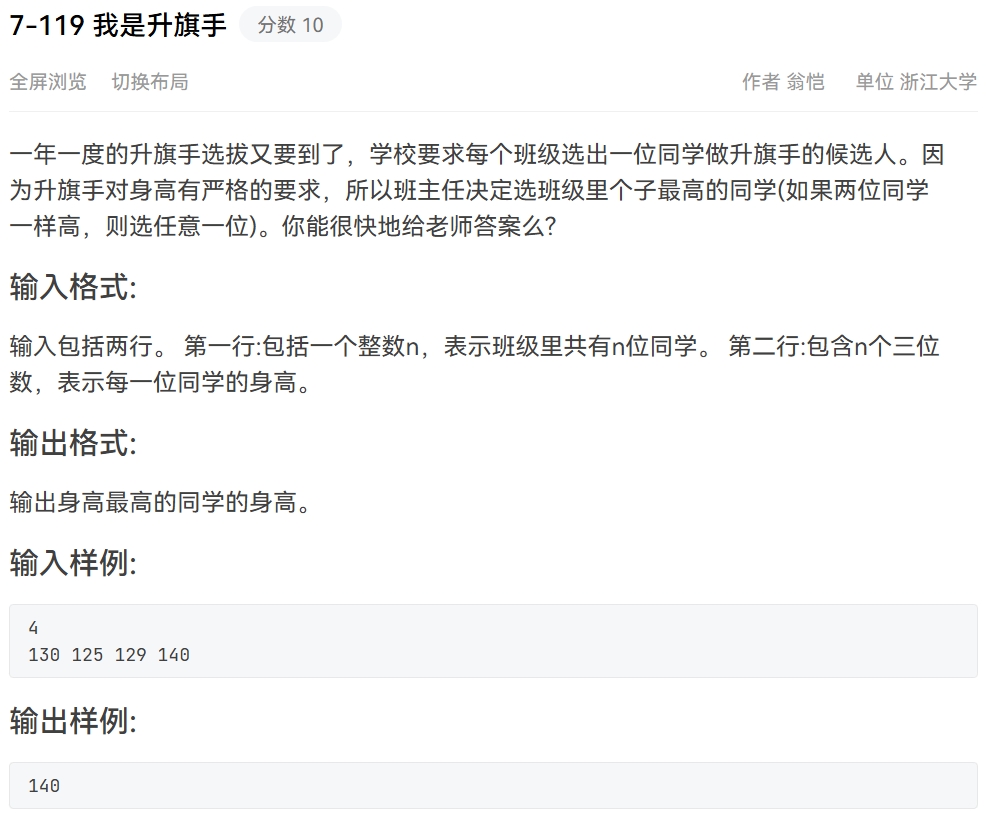 7-119 我是升旗手 分数 10
全屏浏览 切换布局 作者 翁恺 单位 浙江大学
一年一度的升旗手选拔又要到了，学校要求每个班级选出一位同学做升旗手的候选人。因
为升旗手对身高有严格的要求，所以班主任决定选班级里个子最高的同学(如果两位同学
一样高，则选任意一位)。你能很快地给老师答案么?
输入格式:
输入包括两行。 第一行:包括一个整数n，表示班级里共有n位同学。 第二行:包含n个三位
数，表示每一位同学的身高。
输出格式:
输出身高最高的同学的身高。
输入样例:
4
130 125 129 140
输出样例:
140